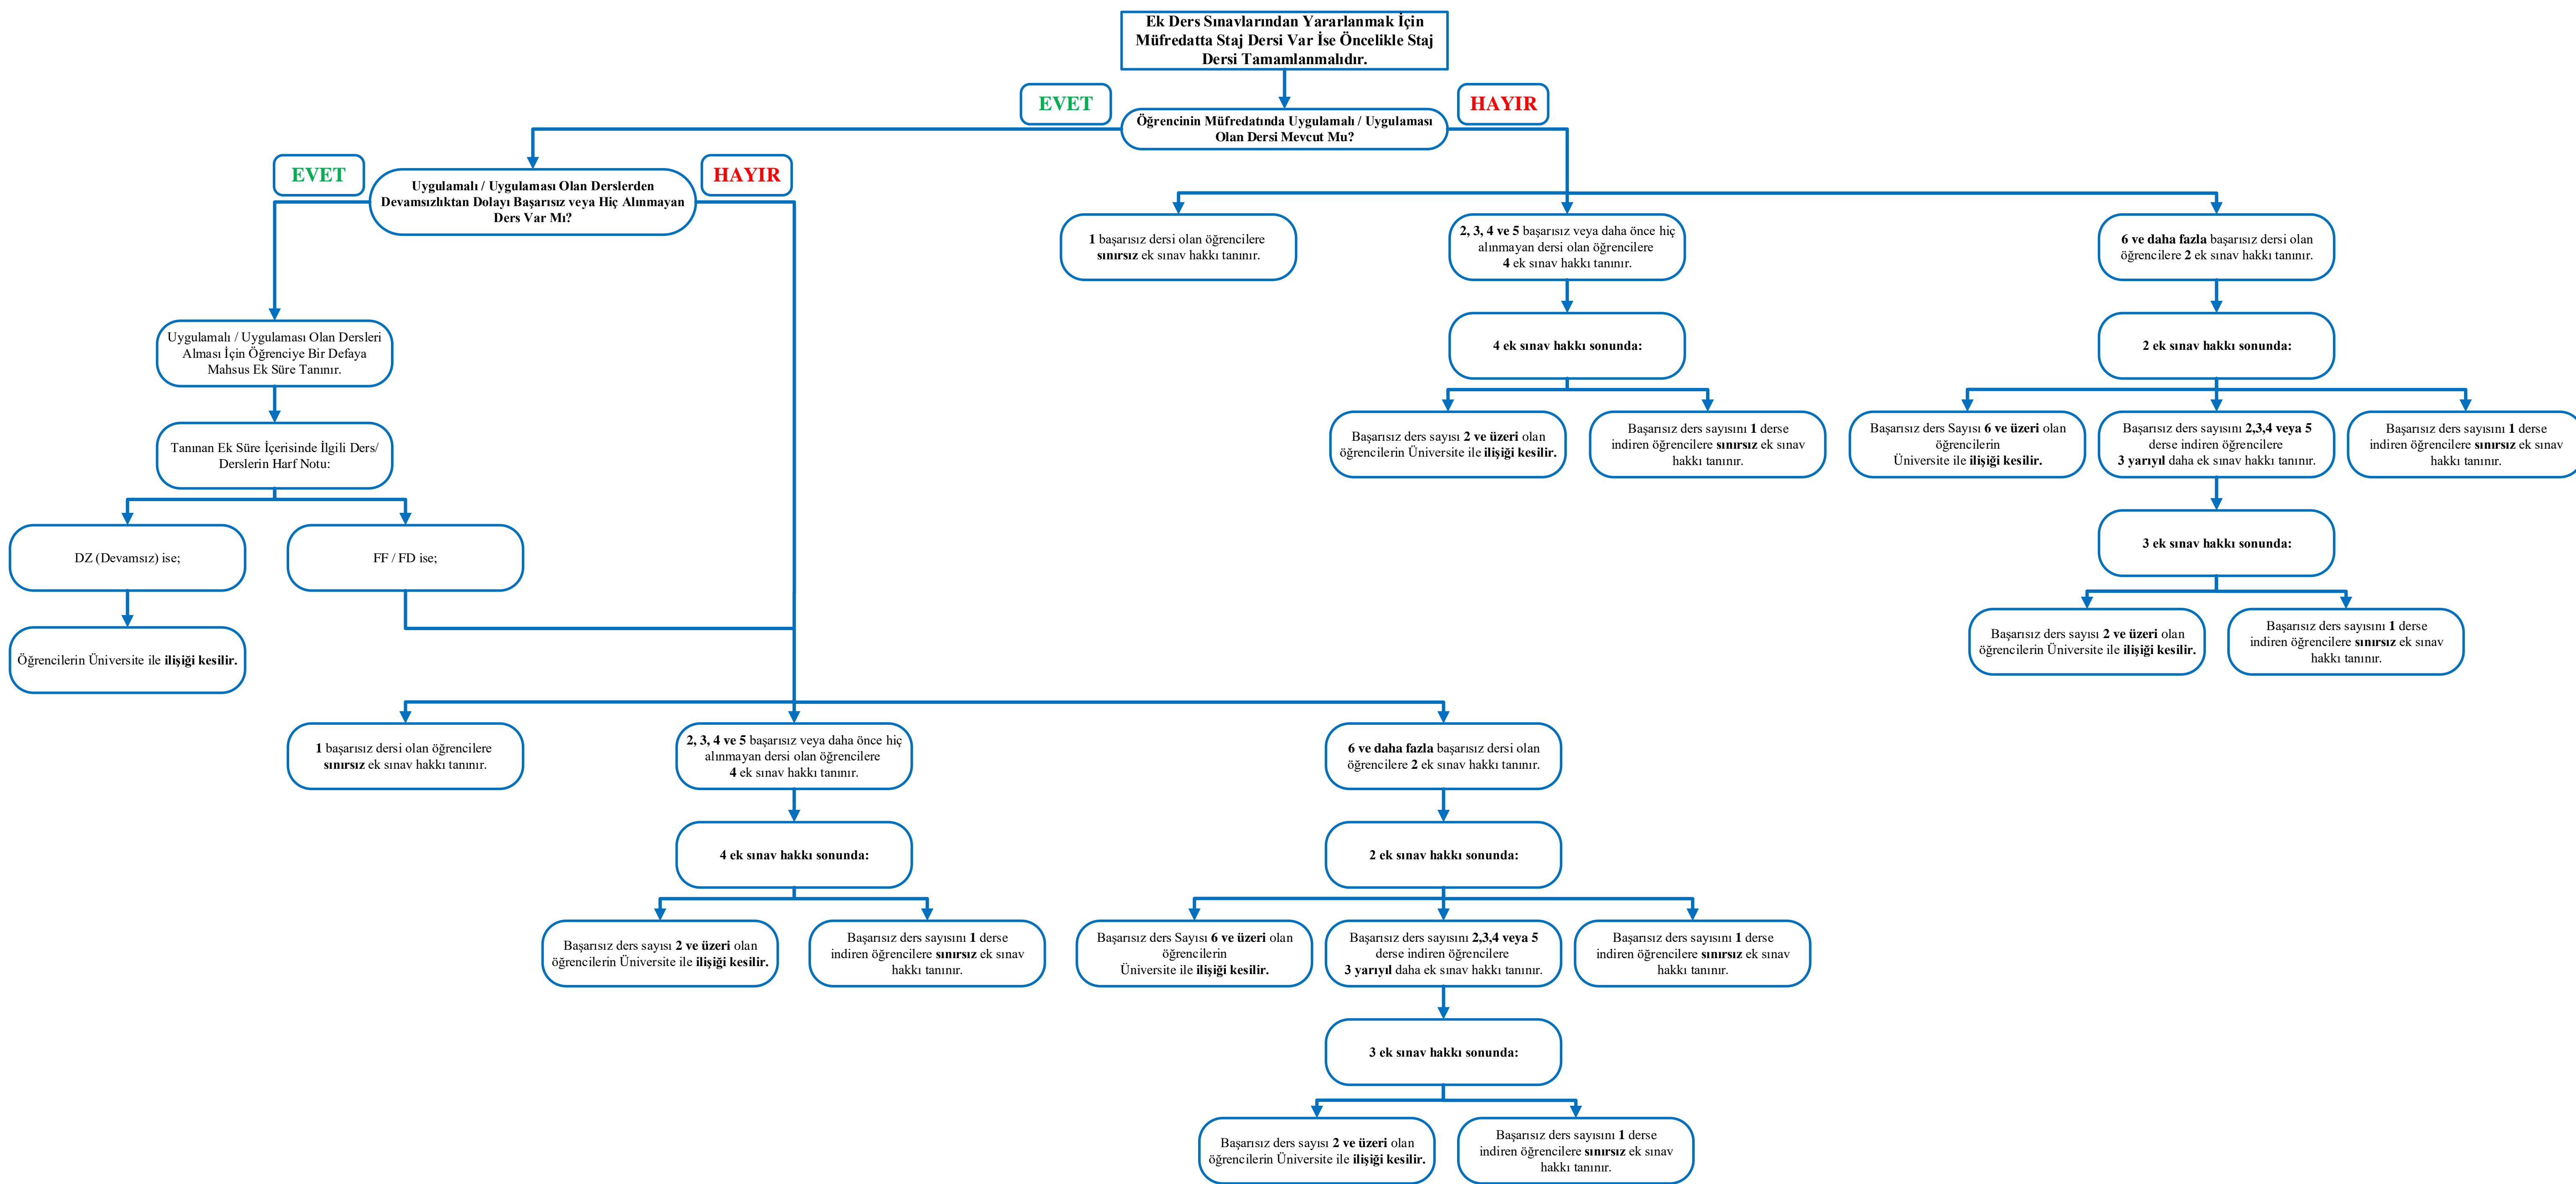 Ek Ders Sınavlarından Yararlanmak İçin
Müfredatta Staj Dersi Var İse Öncelikle Staj
Dersi Tamamlanmalıdır.
EVET
HAYIR
Öğrencinin Müfredatında Uygulamalı / Uygulaması
Olan Dersi Mevcut Mu?
EVET
HAYIR
Uygulamalı / Uygulaması Olan Derslerden
Devamsızlıktan Dolayı Başarısız veya Hiç Alınmayan
Ders Var Mı?
1 başarısız dersi olan öğrencilere
sınırsız ek sınav hakkı tanınır.
2, 3, 4 ve 5 başarısız veya daha önce hiç
alınmayan dersi olan öğrencilere
4 ek sınav hakkı tanınır.
6 ve daha fazla başarısız dersi olan
öğrencilere 2 ek sınav hakkı tanınır.
4 ek sınav hakkı sonunda:
2 ek sınav hakkı sonunda:
Başarısız ders sayısı 2 ve üzeri olan
öğrencilerin Üniversite ile ilişiği kesilir.
Başarısız ders sayısını 1 derse
indiren öğrencilere sınırsız ek sınav
hakkı tanınır.
Başarısız ders Sayısı 6 ve üzeri olan
öğrencilerin
Üniversite ile ilişiği kesilir.
Başarısız ders sayısını 2,3,4 veya 5
derse indiren öğrencilere
3 yarıyıl daha ek sınav hakkı tanınır.
Başarısız ders sayısını 1 derse
indiren öğrencilere sınırsız ek sınav
hakkı tanınır.
3 ek sınav hakkı sonunda:
Başarısız ders sayısı 2 ve üzeri olan
öğrencilerin Üniversite ile ilişiği kesilir.
Başarısız ders sayısını 1 derse
indiren öğrencilere sınırsız ek sınav
hakkı tanınır.
Uygulamalı / Uygulaması Olan Dersleri
Alması İçin Öğrenciye Bir Defaya
Mahsus Ek Süre Tanınır.
Tanınan Ek Süre İçerisinde İlgili Ders/
Derslerin Harf Notu:
DZ (Devamsız) ise;
FF / FD ise;
Öğrencilerin Üniversite ile ilişiği kesilir.
1 başarısız dersi olan öğrencilere
sınırsız ek sınav hakkı tanınır.
2, 3, 4 ve 5 başarısız veya daha önce hiç
alınmayan dersi olan öğrencilere
4 ek sınav hakkı tanınır.
6 ve daha fazla başarısız dersi olan
öğrencilere 2 ek sınav hakkı tanınır.
4 ek sınav hakkı sonunda:
2 ek sınav hakkı sonunda:
Başarısız ders sayısı 2 ve üzeri olan
öğrencilerin Üniversite ile ilişiği kesilir.
Başarısız ders sayısını 1 derse
indiren öğrencilere sınırsız ek sınav
hakkı tanınır.
Başarısız ders Sayısı 6 ve üzeri olan
öğrencilerin
Üniversite ile ilişiği kesilir.
Başarısız ders sayısını 2,3,4 veya 5
derse indiren öğrencilere
3 yarıyıl daha ek sınav hakkı tanınır.
Başarısız ders sayısını 1 derse
indiren öğrencilere sınırsız ek sınav
hakkı tanınır.
3 ek sınav hakkı sonunda:
Başarısız ders sayısı 2 ve üzeri olan
öğrencilerin Üniversite ile ilişiği kesilir.
Başarısız ders sayısını 1 derse
indiren öğrencilere sınırsız ek sınav
hakkı tanınır.